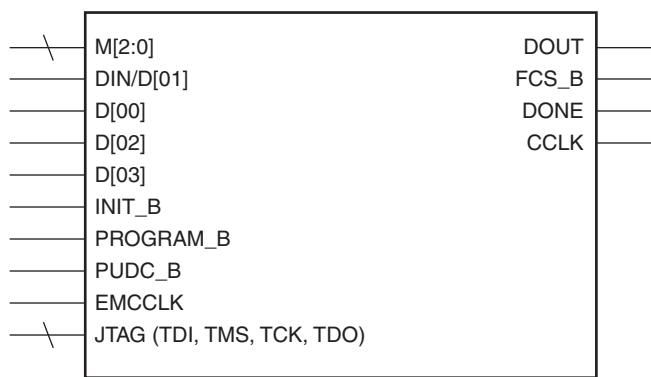 M[2:0] DOUT
DIN/D[01] FCS_B
D[00] DONE
D[02] CCLK
D[03]
INIT_B
PROGRAM_B
PUDC_B
EMCCLK
JTAG (TDI, TMS, TCK, TDO)